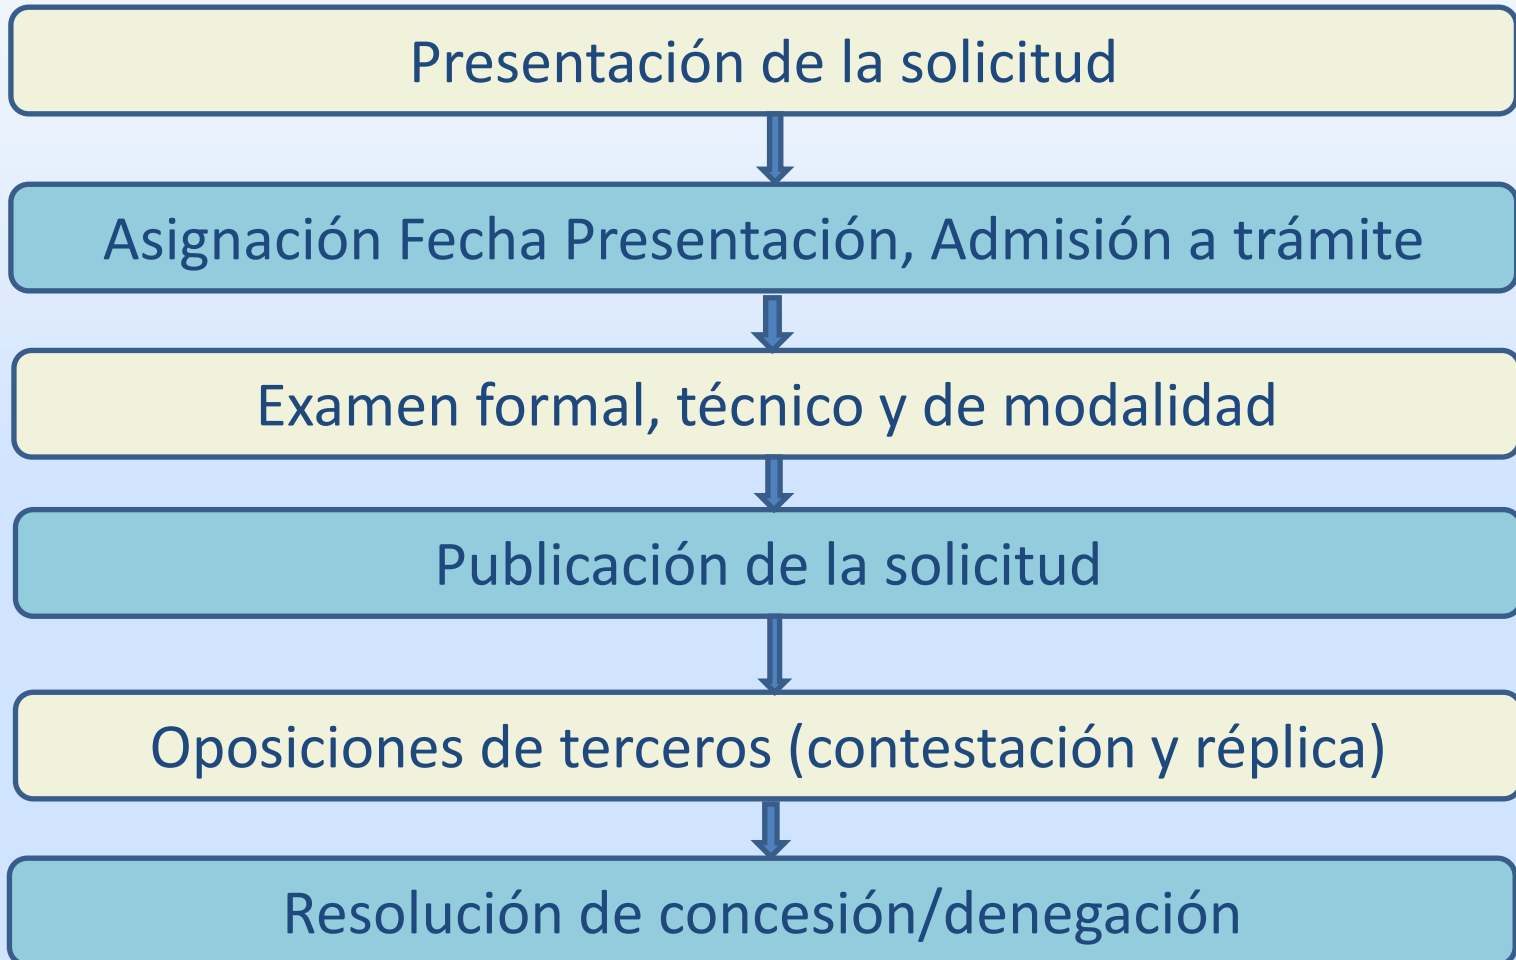 Presentación de la solicitud
Asignación Fecha Presentación, Admisión a trámite
Examen formal, técnico y de modalidad
Publicación de la solicitud
Oposiciones de terceros (contestación y réplica)
Resolución de concesión/denegación